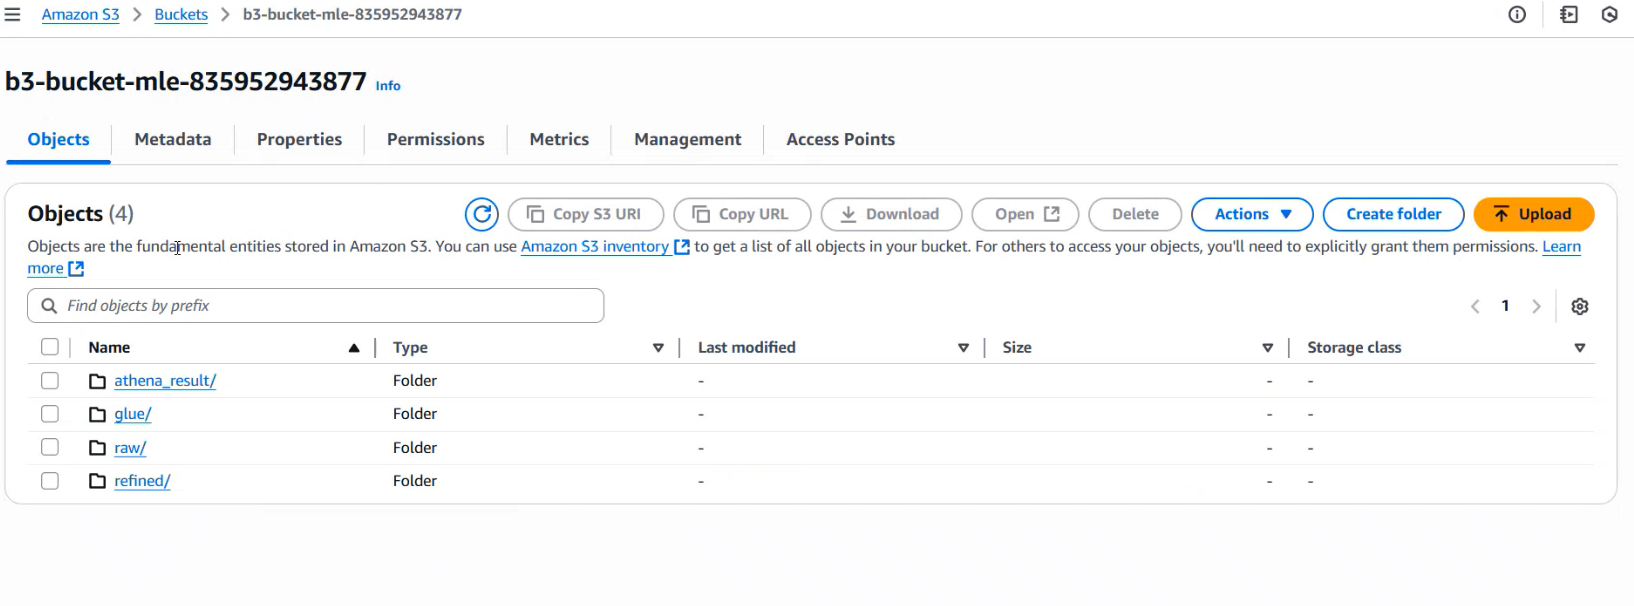 Amazon S3 > Buckets > b3-bucket-mle-835952943877
b3-bucket-mle-835952943877 Info
Objects Metadata Properties Permissions Metrics Management Access Points
Objects (4) Copy S3 URI Copy URL Download Open Delete Actions Create folder Upload
Objects are the fundamental entities stored in Amazon S3. You can use Amazon S3 inventory to get a list of all objects in your bucket. For others to access your objects, you'll need to explicitly grant them permissions. Learn
more
Find objects by prefix 1
Name Type Last modified Size Storage class
athena_result/ Folder - - -
glue/ Folder - - -
raw/ Folder - - -
refined/ Folder - - -